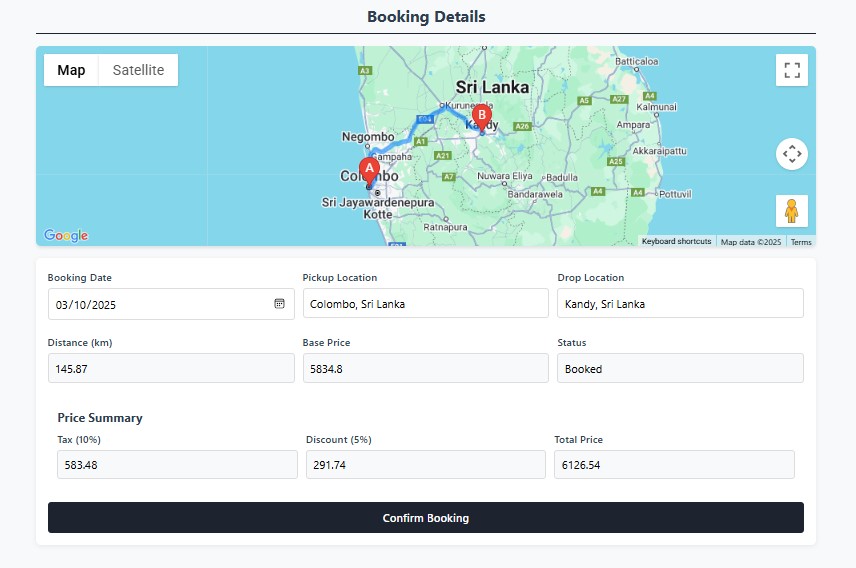 Booking Details
Map Satellite
A3
Batticaloa
Sri Lanka
A5 A27 A4
Kalmunai
E04
Kandy
B
A26
Ampara
Negombo
A1
Gampaha
A21
Akkaraipattu
A
A25
Colombo
A7
Nuwara Eliya
Badulla
Bandarawela
A4
A4
Pottuvil
Sri Jayawardenepura
Kotte
Ratnapura
Google
Keyboard shortcuts Map data ©2025 Terms
Booking Date Pickup Location Drop Location
03/10/2025 Colombo, Sri Lanka Kandy, Sri Lanka
Distance (km) Base Price Status
145.87 5834.8 Booked
Price Summary
Tax (10%) Discount (5%) Total Price
583.48 291.74 6126.54
Confirm Booking